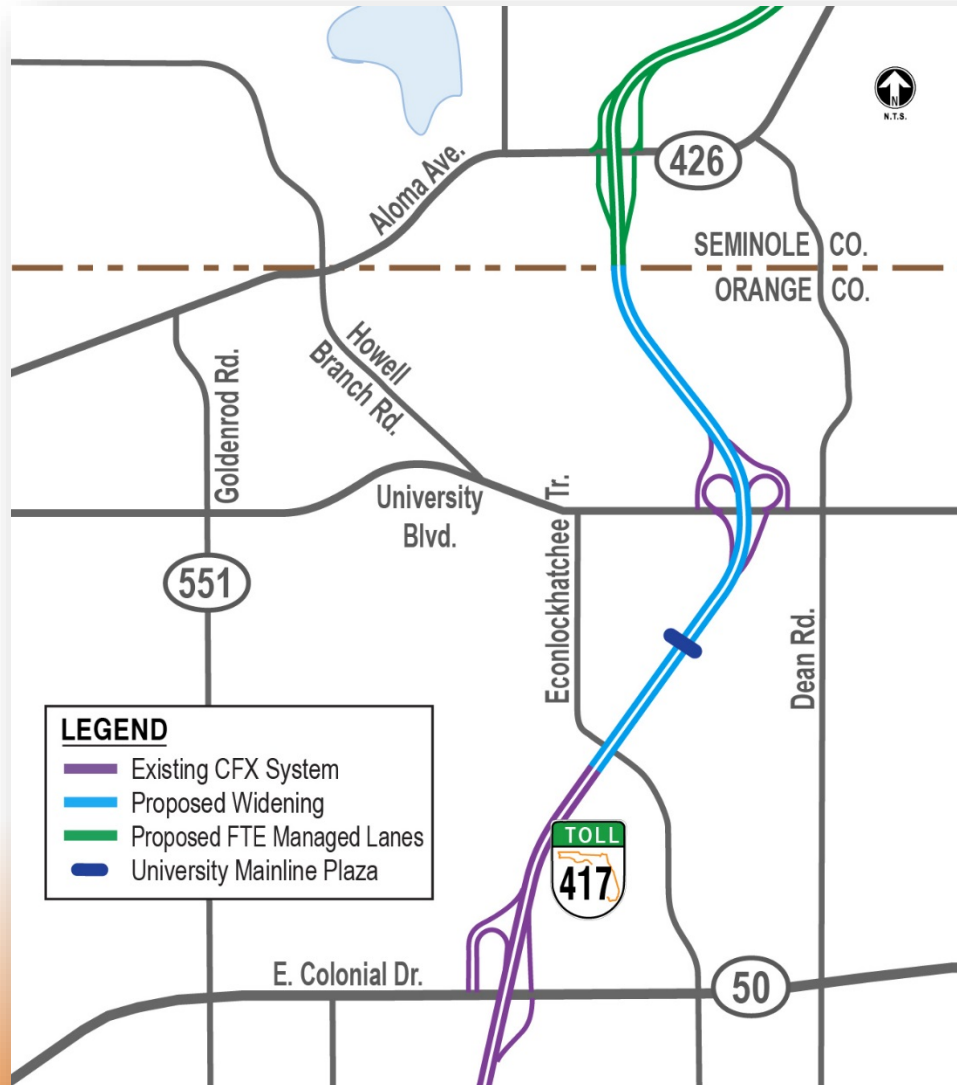 N
N.T.S.
Aloma Ave.
426
SEMINOLE CO.
ORANGE CO.
Howell
Branch Rd.
Goldenrod Rd.
University
Blvd.
Econlockhatchee Tr.
551
Dean Rd.
LEGEND
Existing CFX System
Proposed Widening
Proposed FTE Managed Lanes
University Mainline Plaza
TOLL
417
E. Colonial Dr.
50